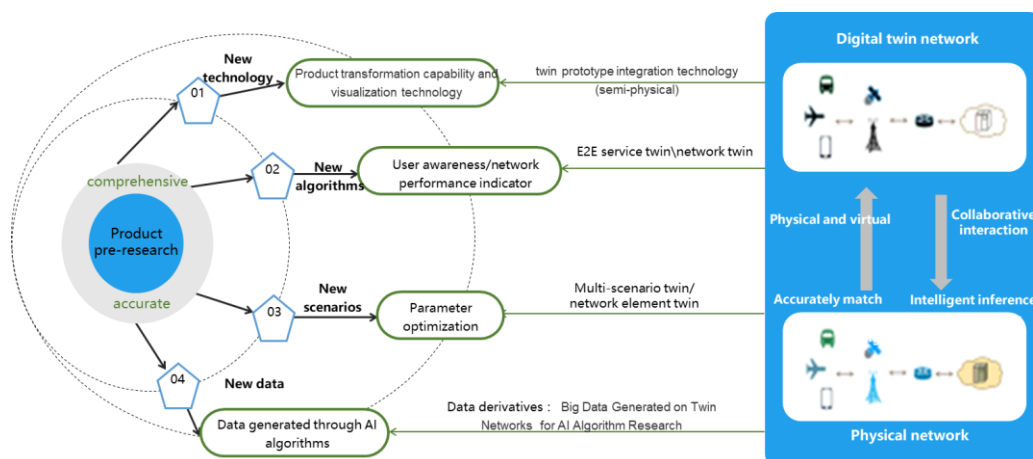 Digital twin network
New
technology
01
Product transformation capability and
visualization technology
twin prototype integration technology
(semi-physical)
02
New
algorithms
User awareness/network
performance indicator
E2E service twin\network twin
comprehensive
Product
pre-research
accurate
Physical and virtual
Collaborative
interaction
03
New
scenarios
Parameter
optimization
Multi-scenario twin/
network element twin
Accurately match
Intelligent inference
04
New data
Data generated through AI
algorithms
Data derivatives： Big Data Generated on Twin
Networks for AI Algorithm Research
Physical network